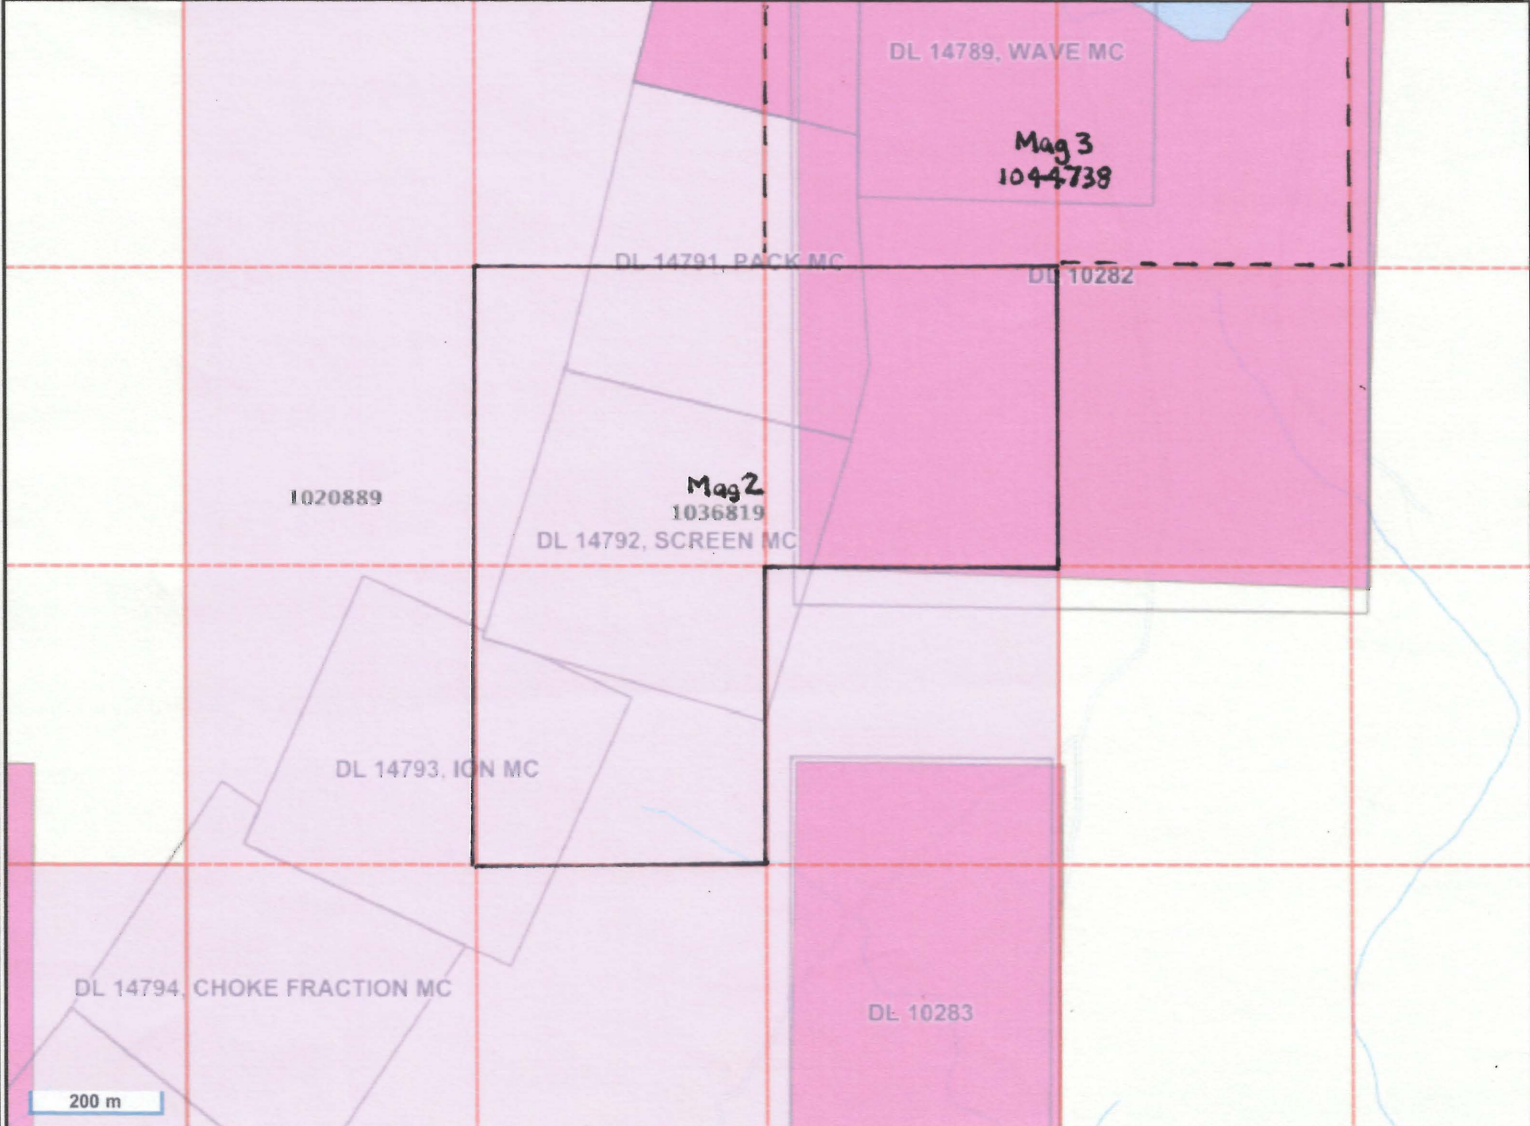 DL 14789, WAVE MC
Mag 3
1044738
DL 14791, PACK MC
DL 10282
1020889
Mag 2
1036819
DL 14792, SCREEN MC
DL 14793, ION MC
DL 14794, CHOKE FRACTION MC
DL 10283
200 m